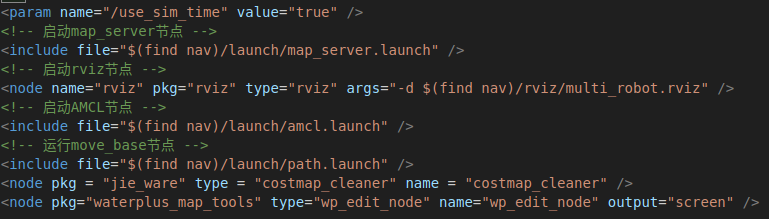 <param name="/use_sim_time" value="true" />
<!-- 启动map_server节点 -->
<include file="$(find nav)/launch/map_server.launch" />
<!-- 启动rviz节点 -->
<node name="rviz" pkg="rviz" type="rviz" args="-d $(find nav)/rviz/multi_robot.rviz" />
<!-- 启动AMCL节点 -->
<include file="$(find nav)/launch/amcl.launch" />
<!-- 运行move_base节点 -->
<include file="$(find nav)/launch/path.launch" />
<node pkg = "jie_ware" type = "costmap_cleaner" name = "costmap_cleaner" />
<node pkg="waterplus_map_tools" type="wp_edit_node" name="wp_edit_node" output="screen" />